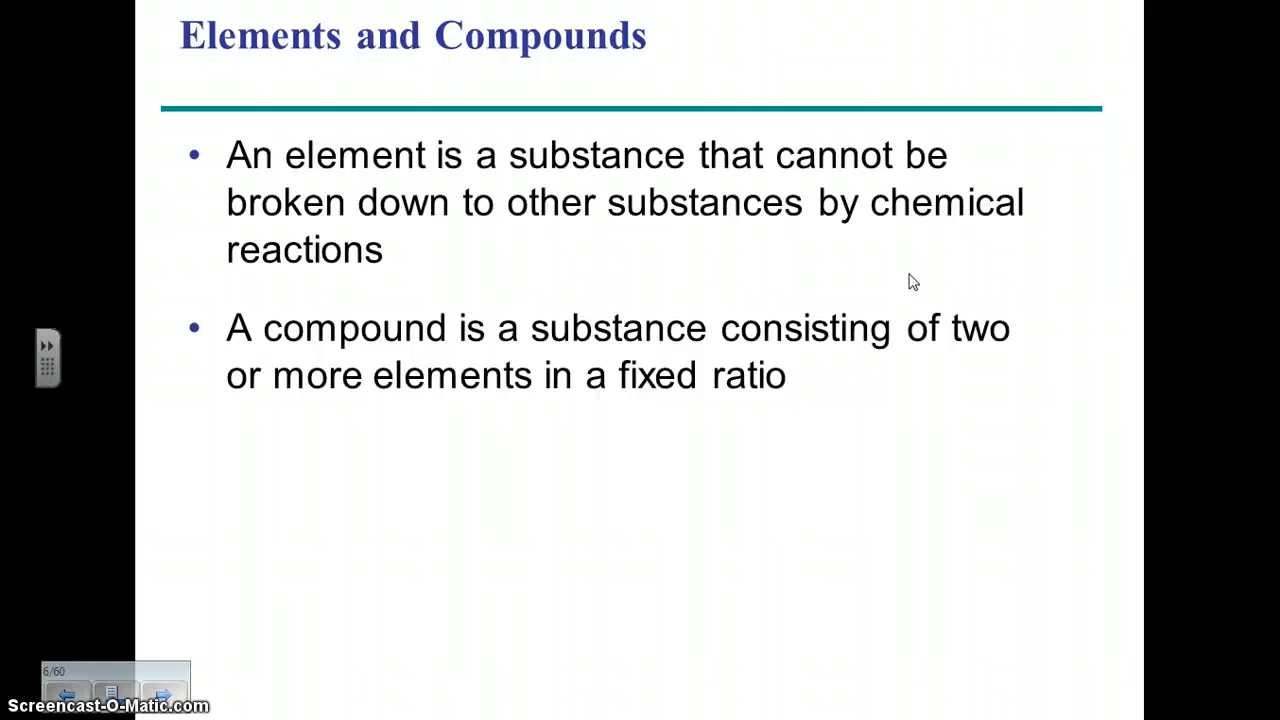 Elements and Compounds
• An element is a substance that cannot be
broken down to other substances by chemical
reactions
• A compound is a substance consisting of two
or more elements in a fixed ratio
6/60
Screencast-O-Matic.com